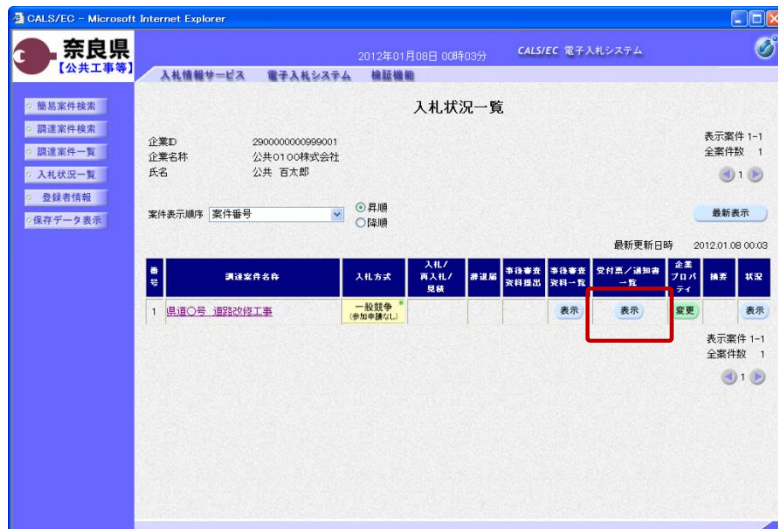 CALS/EC - Microsoft Internet Explorer
奈良県
【公共工事等】
2012年01月08日 00時03分
CALS/EC 電子入札システム
入札情報サービス 電子入札システム 検証機能
簡易案件検索
調達案件検索
調達案件一覧
入札状況一覧
登録者情報
保存データ表示
入札状況一覧
企業ID 2900000000999001
企業名称 公共0100株式会社
氏名 公共 百太郎
表示案件 1-1
全案件数 1
1
案件表示順序 案件番号
昇順
降順
最新表示
最新更新日時 2012.01.08 00:03
番号 調達案件名称 入札方式 入札/再入札/見積 辞退届 事後審査資料提出 事後審査資料一覧 受付票/通知書一覧 企業プロパティ 摘要 状況
1 県道〇号 道路改修工事 一般競争(参加申請なし) 表示 表示 変更 表示
表示案件 1-1
全案件数 1
1